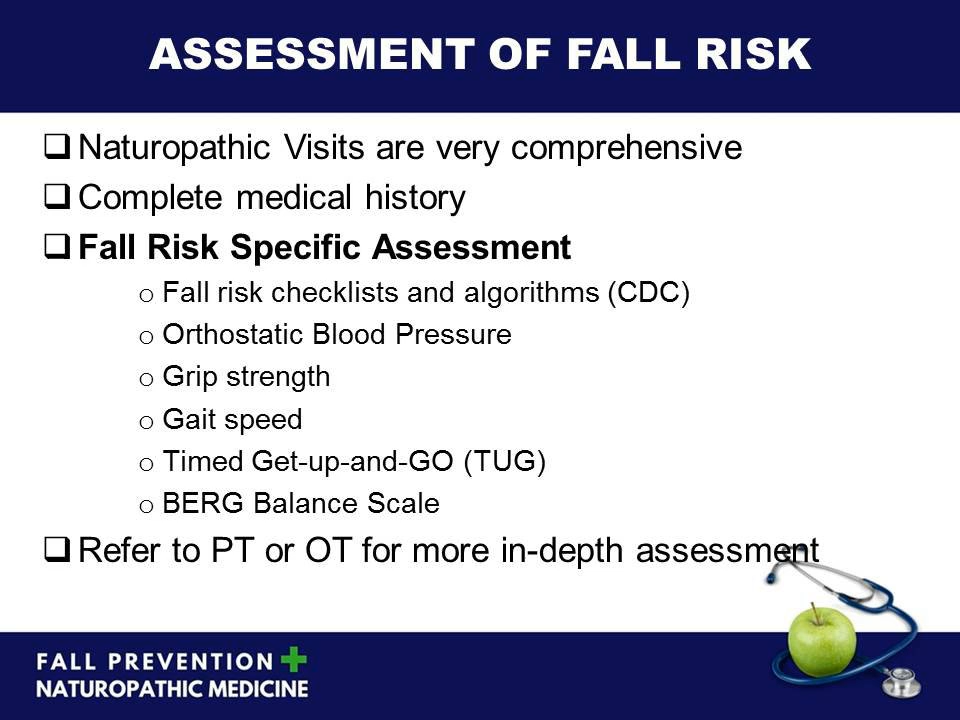 ASSESSMENT OF FALL RISK
Naturopathic Visits are very comprehensive
Complete medical history
Fall Risk Specific Assessment
Fall risk checklists and algorithms (CDC)
Orthostatic Blood Pressure
Grip strength
Gait speed
Timed Get-up-and-GO (TUG)
BERG Balance Scale
Refer to PT or OT for more in-depth assessment
FALL PREVENTION
NATUROPATHIC MEDICINE